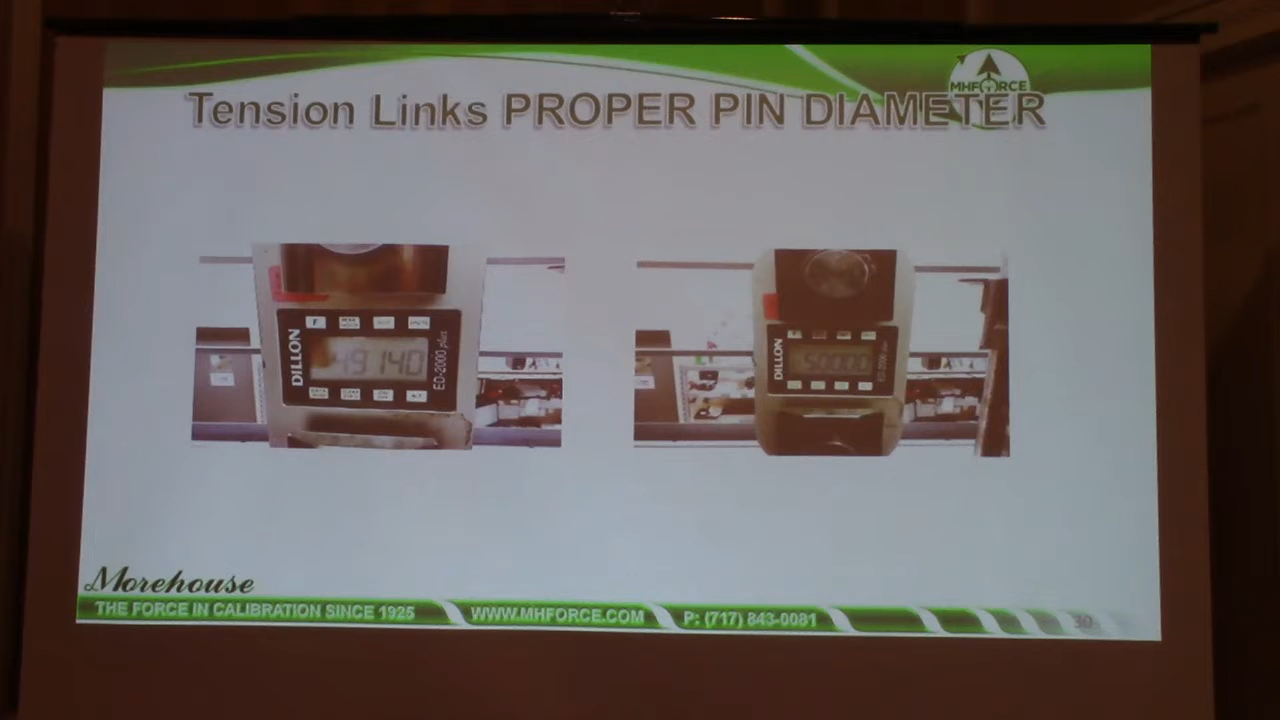 MHFORCE
Tension Links PROPER PIN DIAMETER
DILLON
49140
ED-2000 plus
DILLON
50000
Morehouse
THE FORCE IN CALIBRATION SINCE 1925
WWW.MHFORCE.COM
P: (717) 843-0081
30